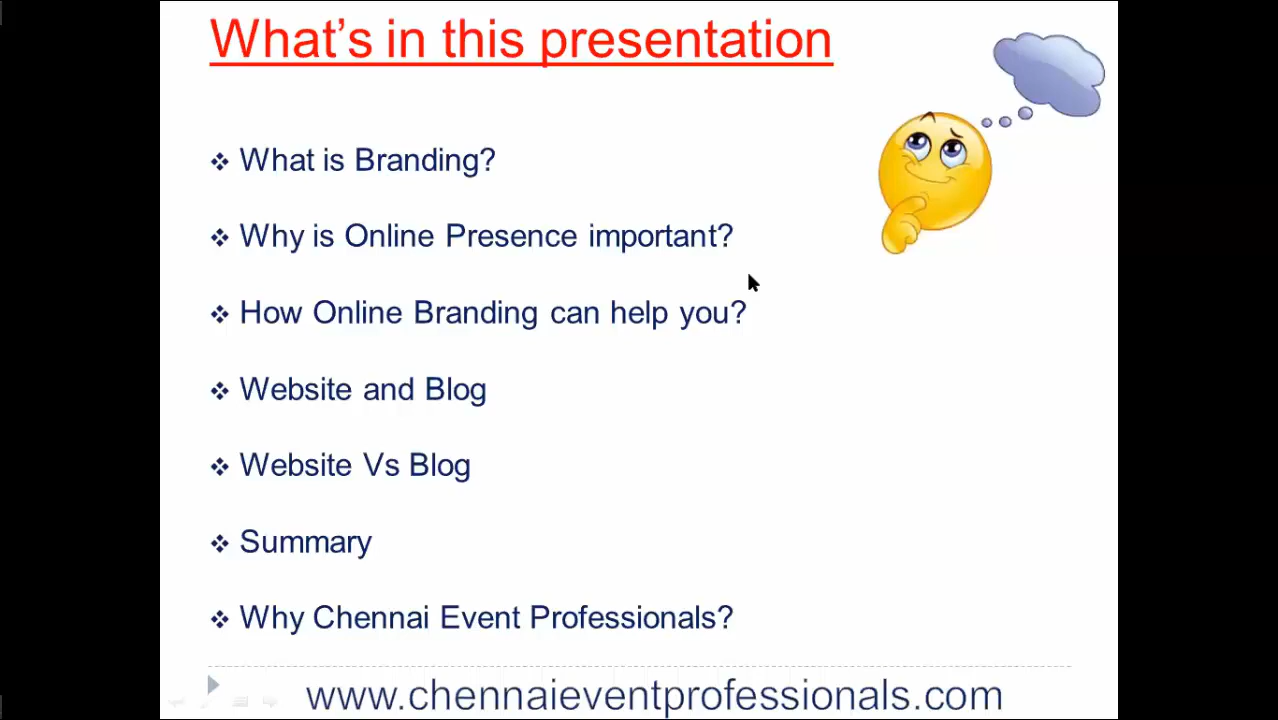 What's in this presentation
What is Branding?
Why is Online Presence important?
How Online Branding can help you?
Website and Blog
Website Vs Blog
Summary
Why Chennai Event Professionals?
www.chennaieventprofessionals.com